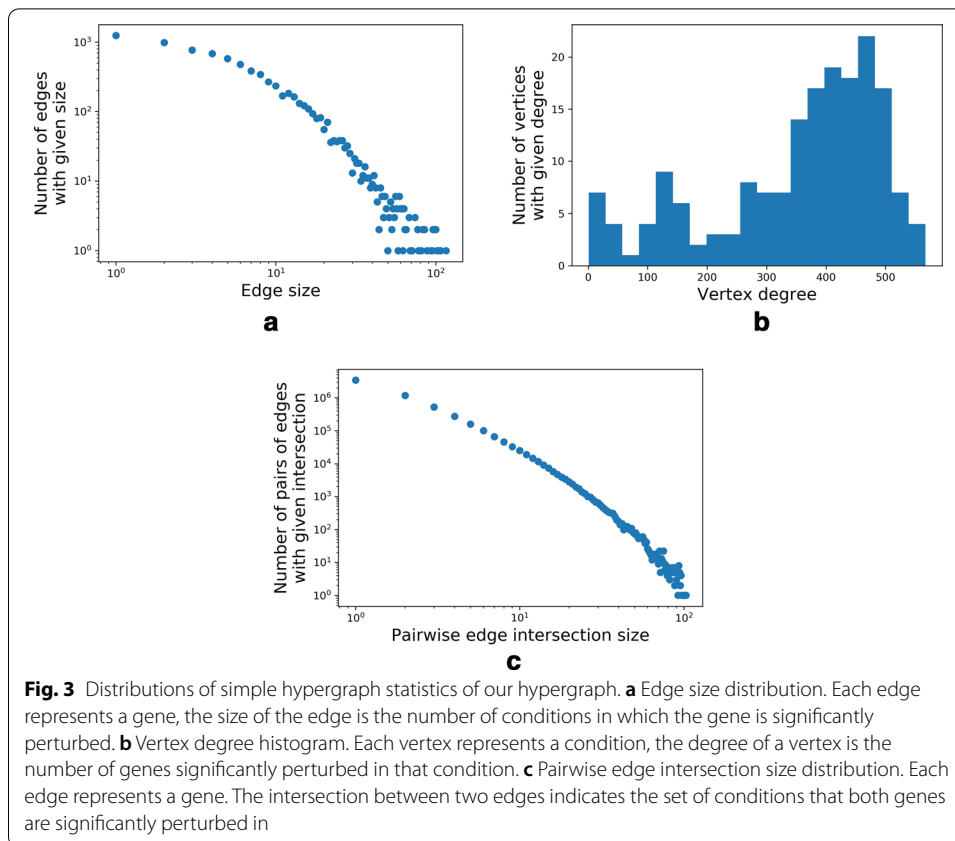 10³
10²
10¹
10⁰
Number of edges
with given size
10⁰
10¹
10²
Edge size
a
20
15
10
5
0
Number of vertices
with given degree
0
100
200
300
400
500
Vertex degree
b
10⁶
10⁵
10⁴
10³
10²
10¹
10⁰
Number of pairs of edges
with given intersection
10⁰
10¹
10²
Pairwise edge intersection size
c
Fig. 3 Distributions of simple hypergraph statistics of our hypergraph. a Edge size distribution. Each edge
represents a gene, the size of the edge is the number of conditions in which the gene is significantly
perturbed. b Vertex degree histogram. Each vertex represents a condition, the degree of a vertex is the
number of genes significantly perturbed in that condition. c Pairwise edge intersection size distribution. Each
edge represents a gene. The intersection between two edges indicates the set of conditions that both genes
are significantly perturbed in